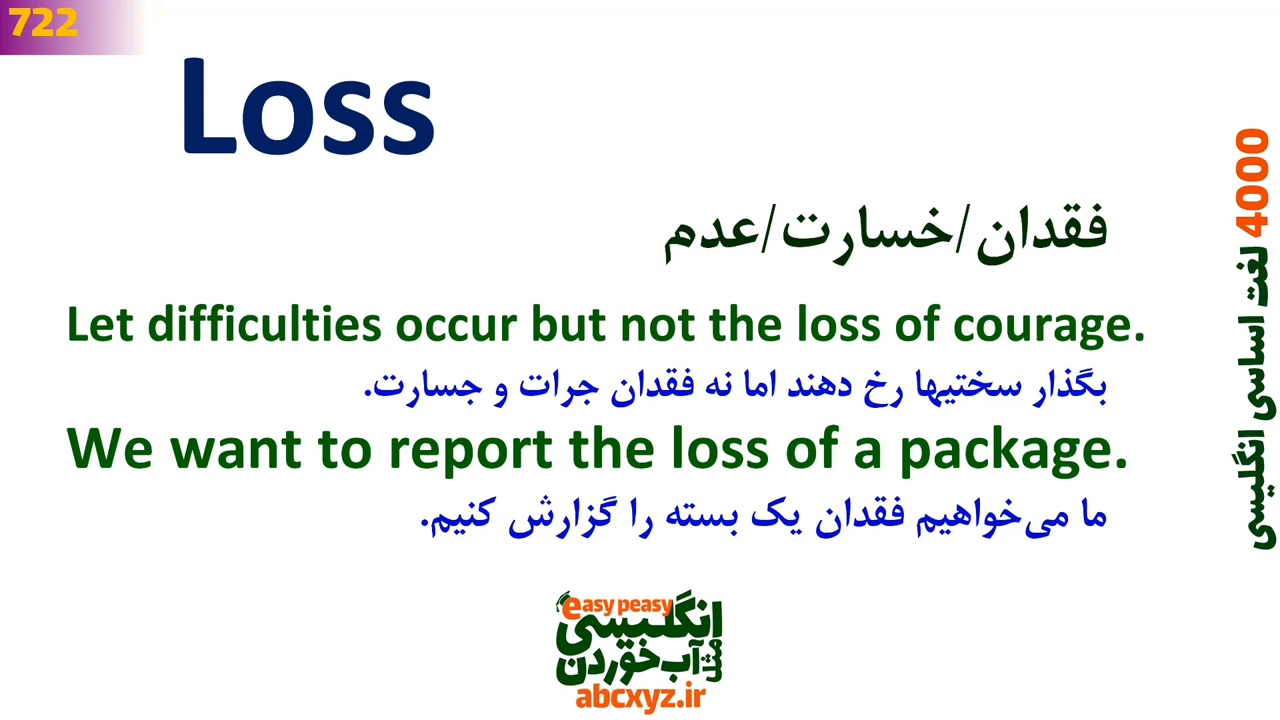 722
Loss
فقدان/خسارت/عدم
Let difficulties occur but not the loss of courage.
بگذار سختیها رخ دهند اما نه فقدان جرات و جسارت.
We want to report the loss of a package.
ما می‌خواهیم فقدان یک بسته را گزارش کنیم.
4000 لغت اساسی انگلیسی
easy peasy
انگلیسی
مثل آب خوردن
abcxyz.ir